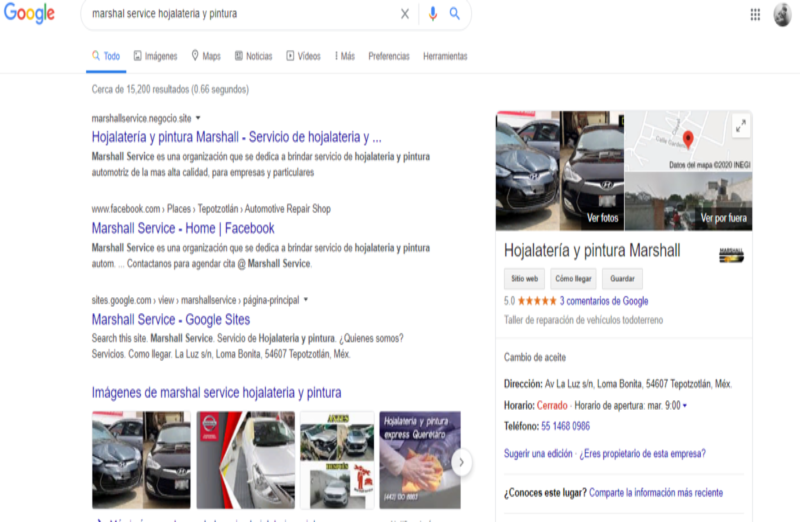 Google
marshal service hojalateria y pintura
Todo Imágenes Maps Noticias Vídeos Más Preferencias Herramientas
Cerca de 15,200 resultados (0.66 segundos)
marshallservice.negocio.site
Hojalatería y pintura Marshall - Servicio de hojalateria y ...
Marshall Service es una organización que se dedica a brindar servicio de hojalateria y pintura
automotriz de la mas alta calidad, para empresas y particulares
www.facebook.com › Places › Tepotzotlán › Automotive Repair Shop
Marshall Service - Home | Facebook
Marshall Service es una organización que se dedica a brindar servicio de hojalatería y pintura
autom. ... Contactanos para agendar cita @ Marshall Service.
sites.google.com › view › marshallservice › página-principal
Marshall Service - Google Sites
Search this site. Marshall Service. Servicio de Hojalatería y pintura. ¿Quienes somos?
Servicios. Como llegar. La Luz s/n, Loma Bonita, 54607 Tepotzotlán, Méx.
Imágenes de marshal service hojalateria y pintura
NISSAN
ANTES
DESPUÉS
Hojalatería y pintura
express Querétaro
Datos del mapa ©2020 INEGI
Ver fotos
Ver por fuera
Hojalatería y pintura Marshall
MARSHALL
Sitio web Cómo llegar Guardar
5.0 ★★★★★ 3 comentarios de Google
Taller de reparación de vehículos todoterreno
Cambio de aceite
Dirección: Av La Luz s/n, Loma Bonita, 54607 Tepotzotlán, Méx.
Horario: Cerrado · Horario de apertura: mar. 9:00
Teléfono: 55 1468 0986
Sugerir una edición · ¿Eres propietario de esta empresa?
¿Conoces este lugar? Comparte la información más reciente